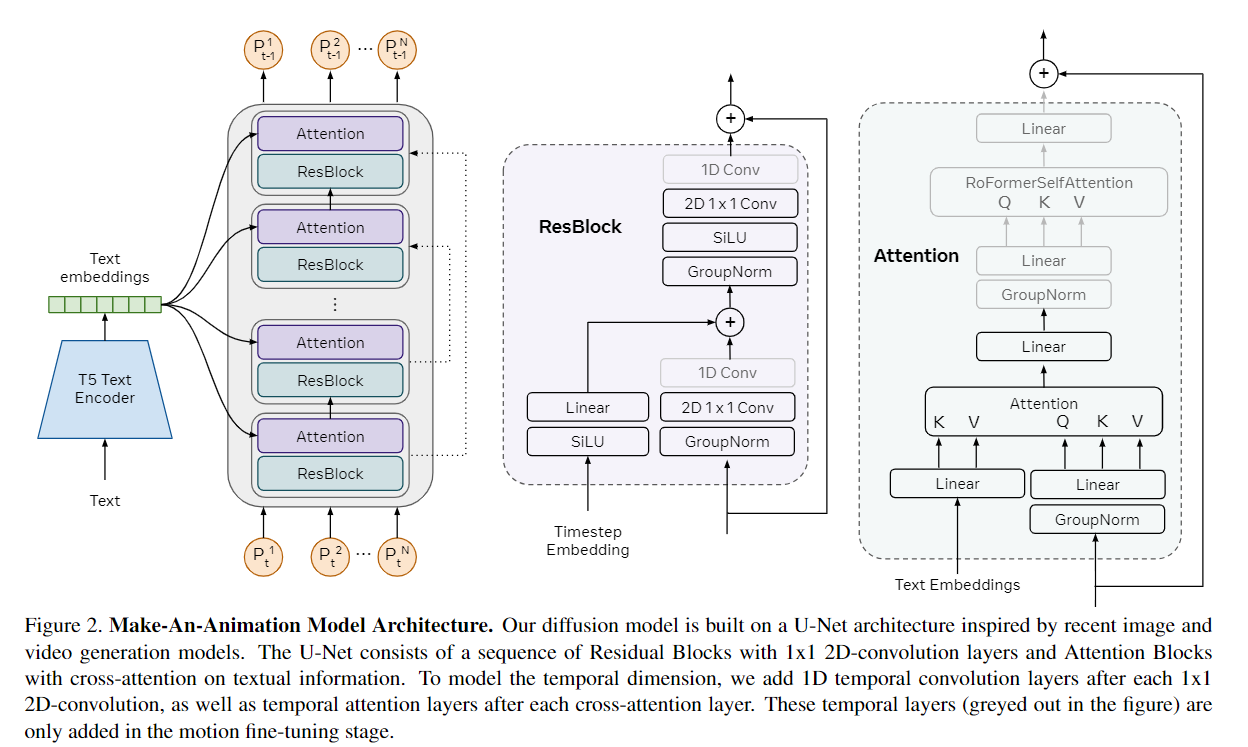 P 1 t-1
P 2 t-1
...
P N t-1
Attention
ResBlock
Attention
ResBlock
⋮
Attention
ResBlock
Attention
ResBlock
Text
embeddings
T5 Text
Encoder
Text
P 1 t
P 2 t
...
P N t
+
1D Conv
2D 1 x 1 Conv
SiLU
GroupNorm
ResBlock
+
1D Conv
Linear
2D 1 x 1 Conv
SiLU
GroupNorm
Timestep
Embedding
+
Linear
RoFormerSelfAttention
Q K V
Linear
Attention
GroupNorm
Linear
Attention
K V Q K V
Linear
Linear
GroupNorm
Text Embeddings
Figure 2. Make-An-Animation Model Architecture. Our diffusion model is built on a U-Net architecture inspired by recent image and
video generation models. The U-Net consists of a sequence of Residual Blocks with 1x1 2D-convolution layers and Attention Blocks
with cross-attention on textual information. To model the temporal dimension, we add 1D temporal convolution layers after each 1x1
2D-convolution, as well as temporal attention layers after each cross-attention layer. These temporal layers (greyed out in the figure) are
only added in the motion fine-tuning stage.